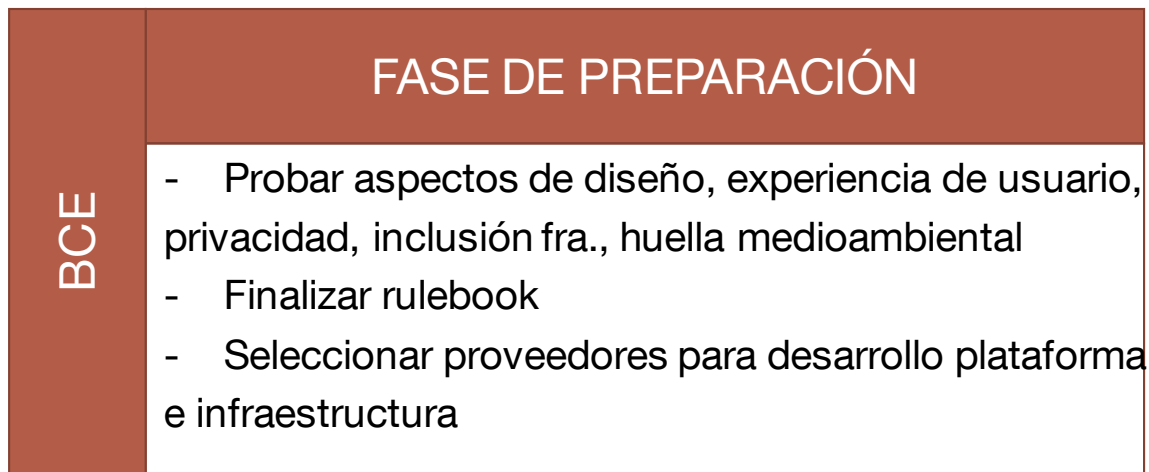 BCE
FASE DE PREPARACIÓN
- Probar aspectos de diseño, experiencia de usuario,
privacidad, inclusión fra., huella medioambiental
- Finalizar rulebook
- Seleccionar proveedores para desarrollo plataforma
e infraestructura